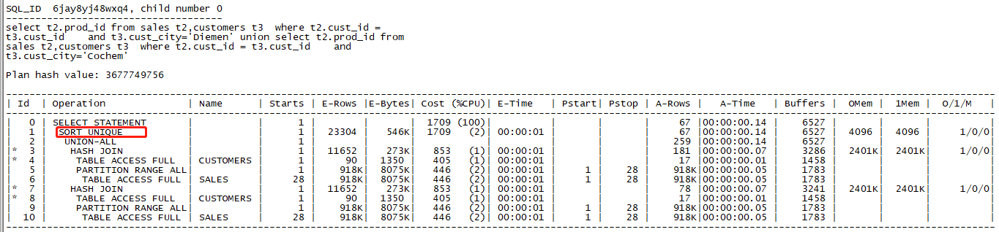 SQL_ID  6jay8yj48wxq4, child number 0
-------------------------------------
select t2.prod_id from sales t2,customers t3  where t2.cust_id =
t3.cust_id    and t3.cust_city='Diemen' union select t2.prod_id from
sales t2,customers t3  where t2.cust_id = t3.cust_id    and
t3.cust_city='Cochem'
Plan hash value: 3677749756
| Id  | Operation            | Name      | Starts | E-Rows |E-Bytes| Cost (%CPU)| E-Time   | Pstart| Pstop | A-Rows |   A-Time   | Buffers |  OMem |  1Mem |  O/1/M   |
|   0 | SELECT STATEMENT     |           |      1 |        |       |  1709 (100)|          |       |       |     67 |00:00:00.14 |    6527 |       |       |          |
|   1 |  SORT UNIQUE         |           |      1 |  23304 |   546K|  1709   (2)| 00:00:01 |       |       |     67 |00:00:00.14 |    6527 |  4096 |  4096 |     1/0/0|
|   2 |   UNION-ALL          |           |      1 |        |       |            |          |       |       |    259 |00:00:00.14 |    6527 |       |       |          |
|*  3 |    HASH JOIN         |           |      1 |  11652 |   273K|   853   (1)| 00:00:01 |       |       |    181 |00:00:00.07 |    3286 |  2401K|  2401K|     1/0/0|
|*  4 |     TABLE ACCESS FULL | CUSTOMERS |      1 |     90 |  1350 |   405   (1)| 00:00:01 |       |       |     17 |00:00:00.01 |    1458 |       |       |          |
|   5 |     PARTITION RANGE ALL|           |      1 |    918K|  8075K|   446   (2)| 00:00:01 |     1 |    28 |    918K|00:00:00.05 |    1783 |       |       |          |
|   6 |      TABLE ACCESS FULL | SALES     |     28 |    918K|  8075K|   446   (2)| 00:00:01 |     1 |    28 |    918K|00:00:00.05 |    1783 |       |       |          |
|*  7 |    HASH JOIN         |           |      1 |  11652 |   273K|   853   (1)| 00:00:01 |       |       |     78 |00:00:00.07 |    3241 |  2401K|  2401K|     1/0/0|
|*  8 |     TABLE ACCESS FULL | CUSTOMERS |      1 |     90 |  1350 |   405   (1)| 00:00:01 |       |       |     17 |00:00:00.01 |    1458 |       |       |          |
|   9 |     PARTITION RANGE ALL|           |      1 |    918K|  8075K|   446   (2)| 00:00:01 |     1 |    28 |    918K|00:00:00.05 |    1783 |       |       |          |
|  10 |      TABLE ACCESS FULL | SALES     |     28 |    918K|  8075K|   446   (2)| 00:00:01 |     1 |    28 |    918K|00:00:00.05 |    1783 |       |       |          |